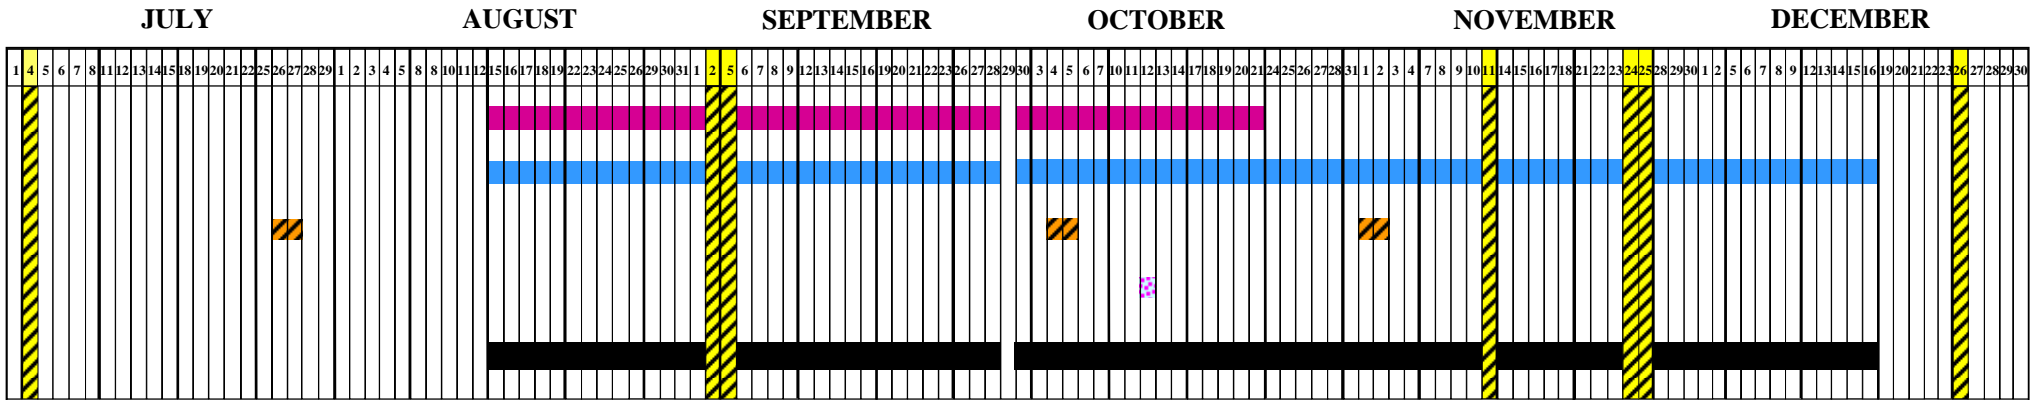 JULY AUGUST SEPTEMBER OCTOBER NOVEMBER DECEMBER
1 4 5 6 7 8 11 12 13 14 15 18 19 20 21 22 25 26 27 28 29 1 2 3 4 5 8 8 10 11 12 15 16 17 18 19 22 23 24 25 26 29 30 31 1 2 5 6 7 8 9 12 13 14 15 16 19 20 21 22 23 26 27 28 29 30 3 4 5 6 7 10 11 12 13 14 17 18 19 20 21 24 25 26 27 28 31 1 2 3 4 7 8 9 10 11 14 15 16 17 18 21 22 23 24 25 28 29 30 1 2 5 6 7 8 9 12 13 14 15 16 19 20 21 22 23 26 27 28 29 30